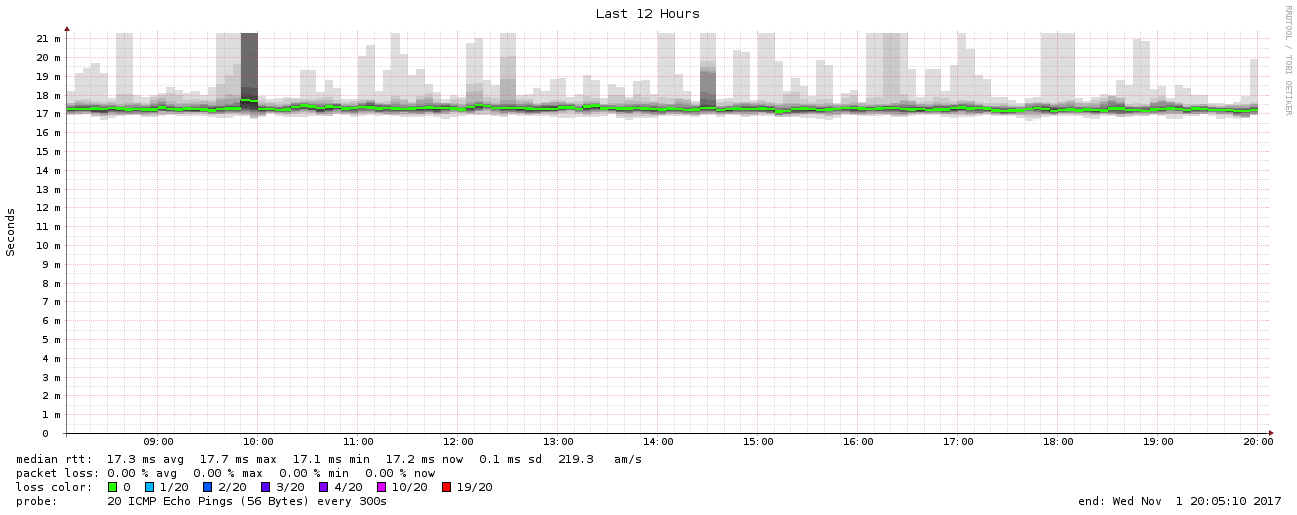 Last 12 Hours
RRDTOOL / TOBI OETIKER
Seconds
21 m
20 m
19 m
18 m
17 m
16 m
15 m
14 m
13 m
12 m
11 m
10 m
9 m
8 m
7 m
6 m
5 m
4 m
3 m
2 m
1 m
0
09:00 10:00 11:00 12:00 13:00 14:00 15:00 16:00 17:00 18:00 19:00 20:00
median rtt: 17.3 ms avg 17.7 ms max 17.1 ms min 17.2 ms now 0.1 ms sd 219.3 am/s
packet loss: 0.00 % avg 0.00 % max 0.00 % min 0.00 % now
loss color: 0 1/20 2/20 3/20 4/20 10/20 19/20
probe: 20 ICMP Echo Pings (56 Bytes) every 300s end: Wed Nov 1 20:05:10 2017